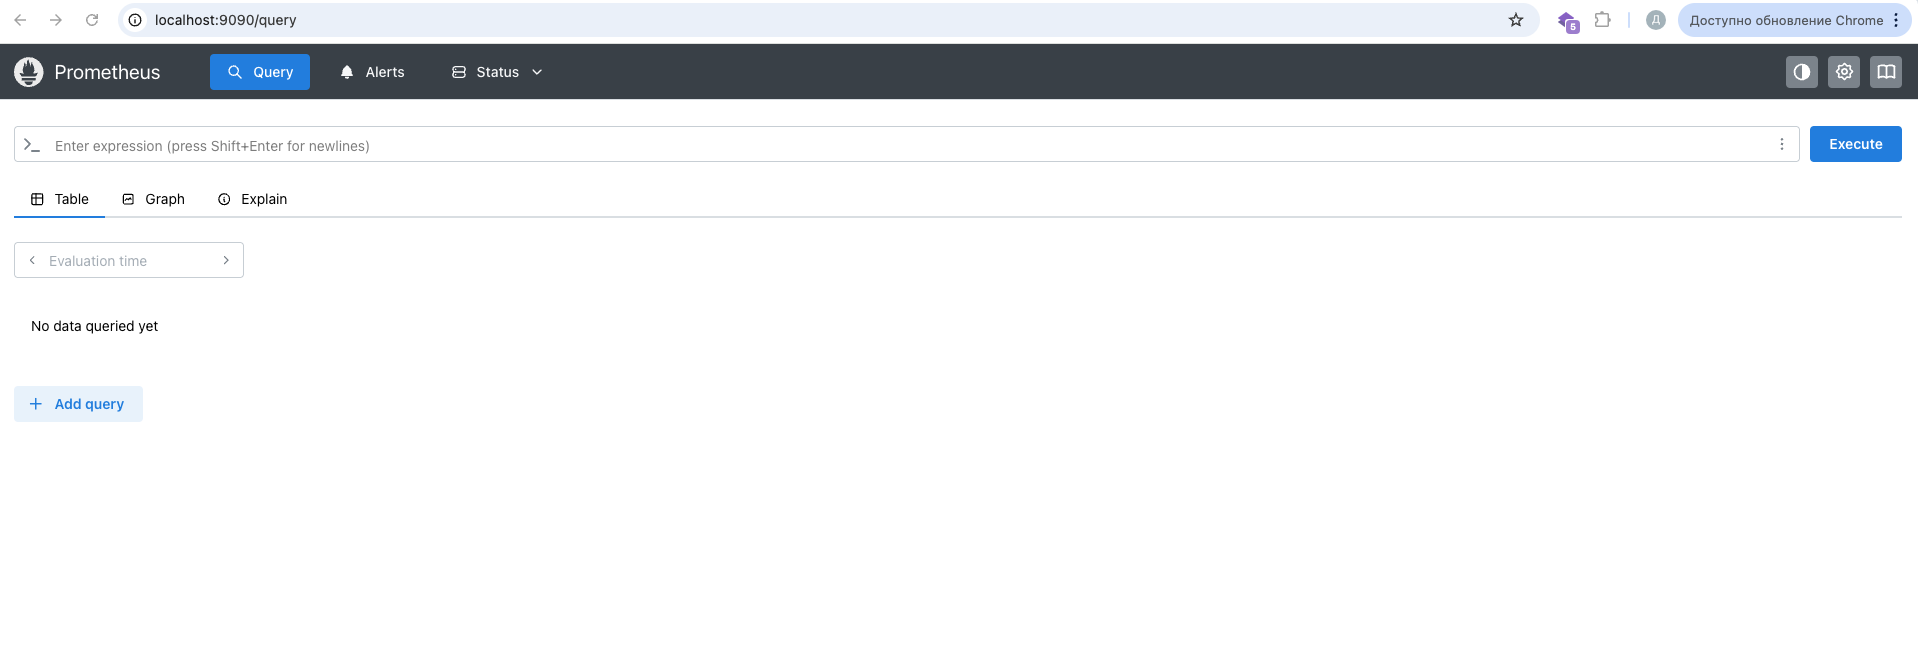 localhost:9090/query
5
Д
Доступно обновление Chrome
Prometheus
Query
Alerts
Status
Enter expression (press Shift+Enter for newlines)
Execute
Table
Graph
Explain
Evaluation time
No data queried yet
Add query